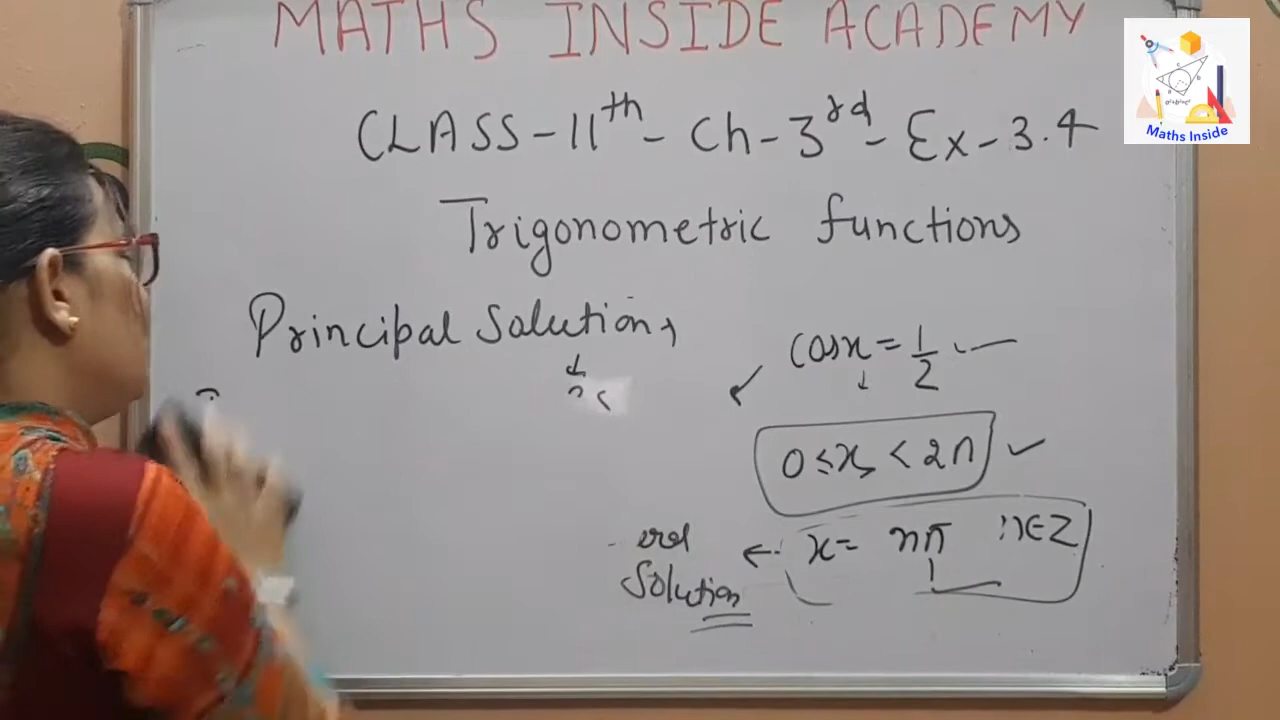 MATHS INSIDE ACADEMY
CLASS-11th-Ch-3rd-Ex-3.4
Trigonometric functions
Principal Solution,
cosx = 1/2
0 ≤ x < 2π
x = nπ n∈Z
Solution
Maths Inside